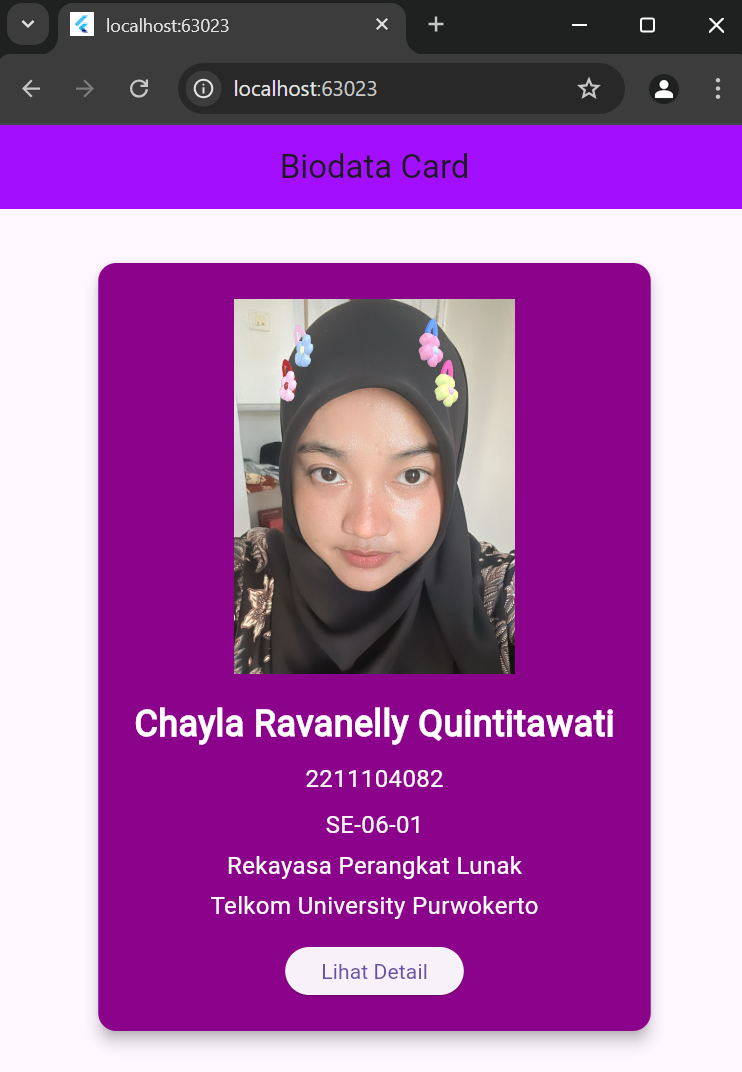 localhost:63023
localhost:63023
Biodata Card
Chayla Ravanelly Quintitawati
2211104082
SE-06-01
Rekayasa Perangkat Lunak
Telkom University Purwokerto
Lihat Detail